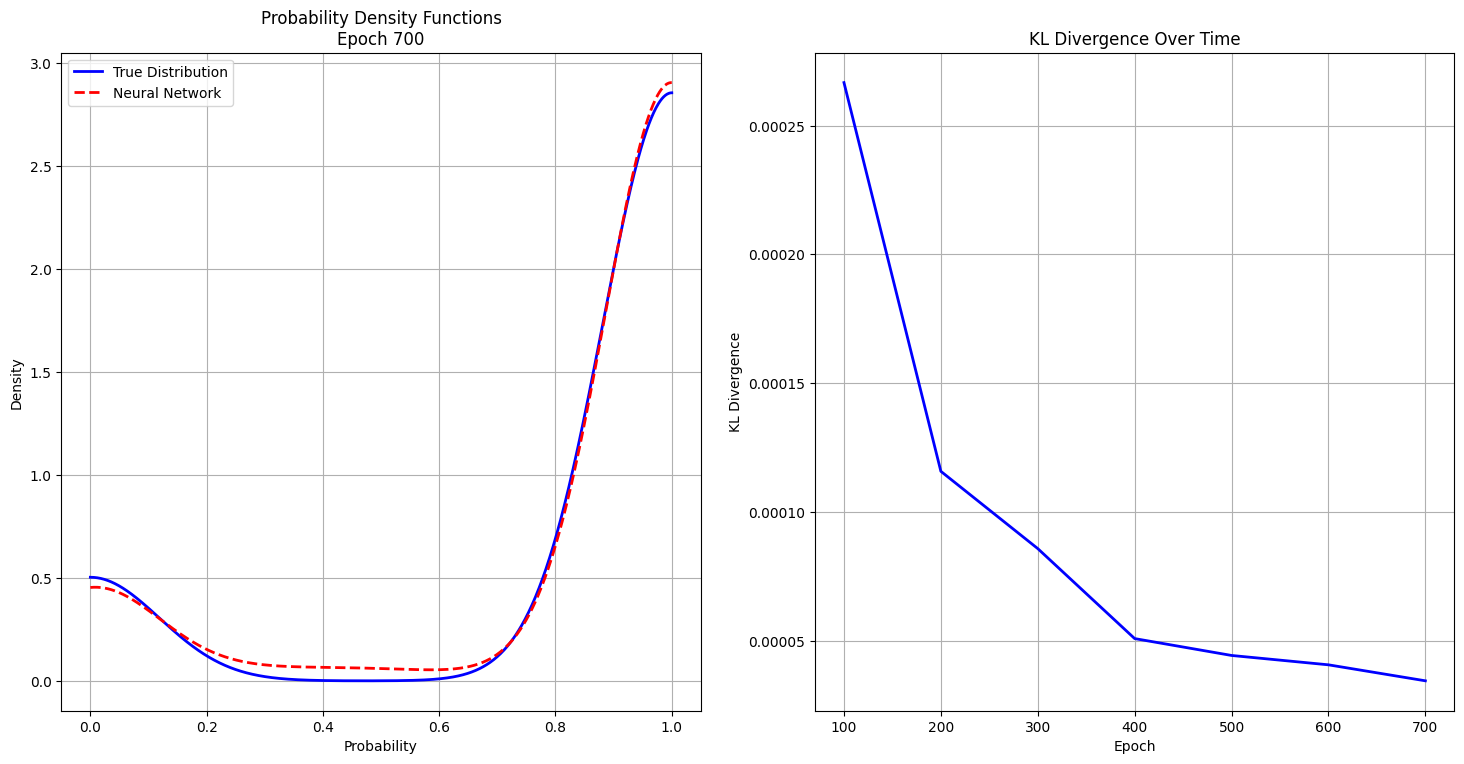 Probability Density Functions
Epoch 700
3.0
2.5
2.0
1.5
1.0
0.5
0.0
Density
True Distribution
Neural Network
0.0
0.2
0.4
0.6
0.8
1.0
Probability
KL Divergence Over Time
0.00025
0.00020
0.00015
0.00010
0.00005
KL Divergence
100
200
300
400
500
600
700
Epoch